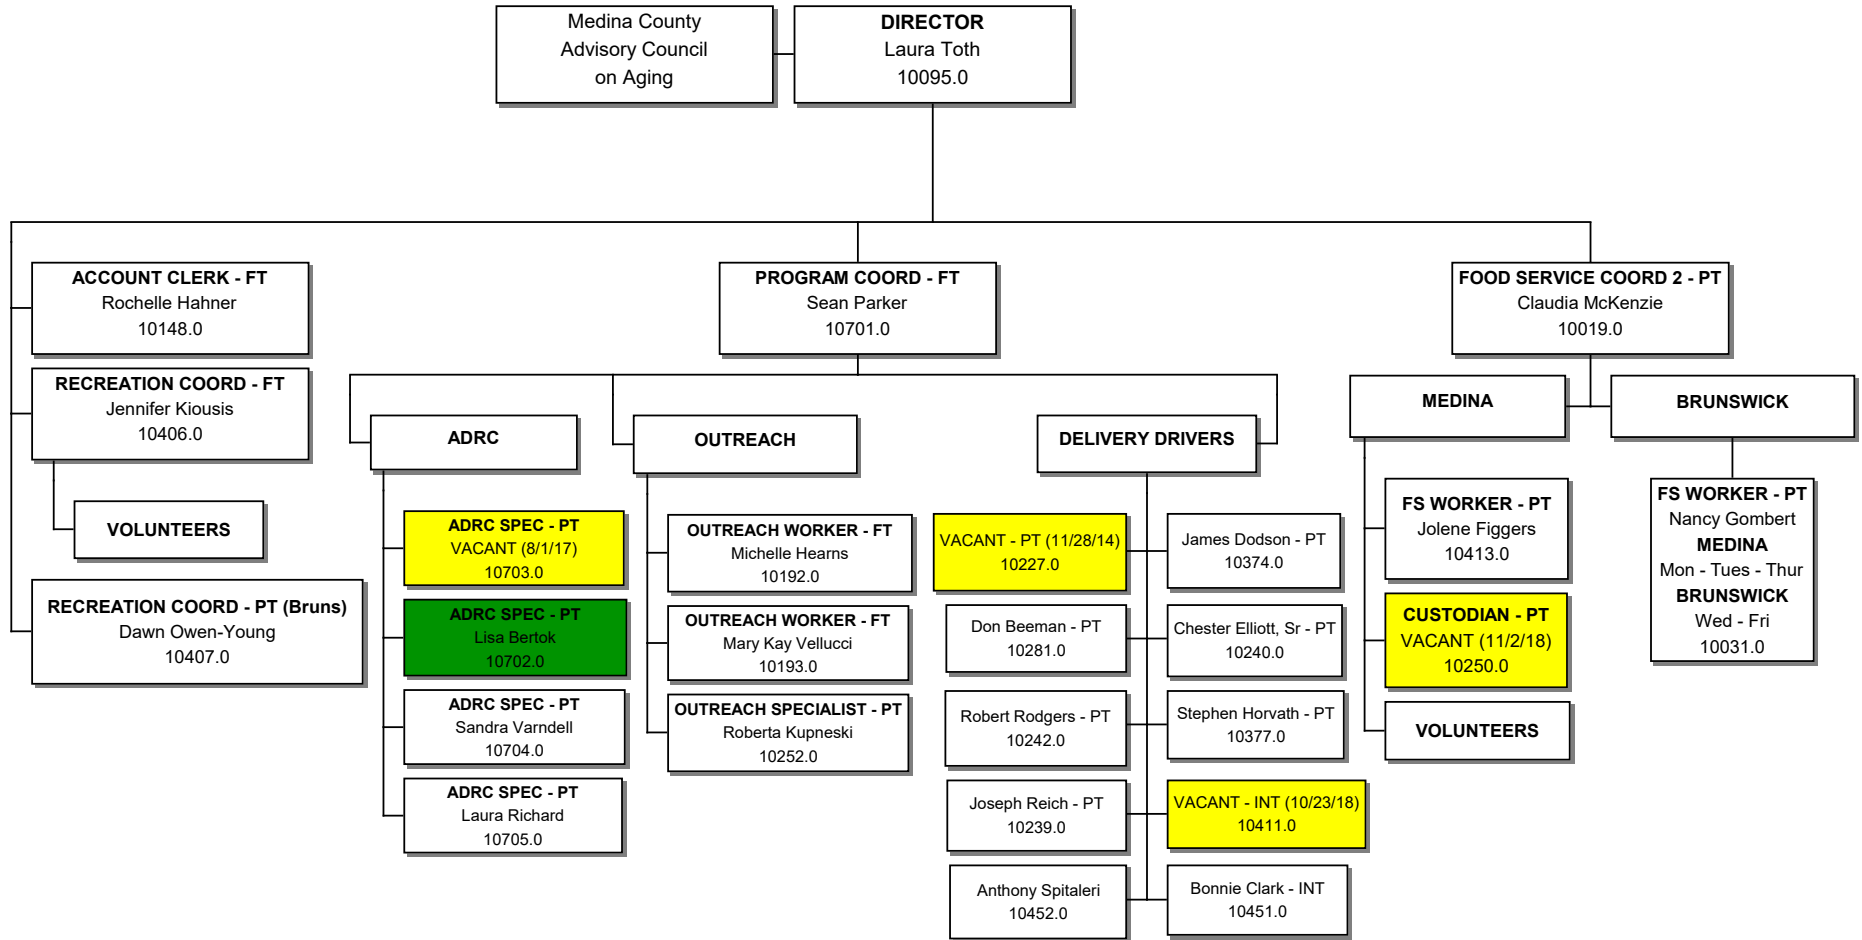 Medina County
Advisory Council
on Aging
DIRECTOR
Laura Toth
10095.0
ACCOUNT CLERK - FT
Rochelle Hahner
10148.0
RECREATION COORD - FT
Jennifer Kiousis
10406.0
VOLUNTEERS
RECREATION COORD - PT (Bruns)
Dawn Owen-Young
10407.0
PROGRAM COORD - FT
Sean Parker
10701.0
ADRC
ADRC SPEC - PT
VACANT (8/1/17)
10703.0
ADRC SPEC - PT
Lisa Bertok
10702.0
ADRC SPEC - PT
Sandra Varndell
10704.0
ADRC SPEC - PT
Laura Richard
10705.0
OUTREACH
OUTREACH WORKER - FT
Michelle Hearns
10192.0
OUTREACH WORKER - FT
Mary Kay Vellucci
10193.0
OUTREACH SPECIALIST - PT
Roberta Kupneski
10252.0
DELIVERY DRIVERS
VACANT - PT (11/28/14)
10227.0
James Dodson - PT
10374.0
Don Beeman - PT
10281.0
Chester Elliott, Sr - PT
10240.0
Robert Rodgers - PT
10242.0
Stephen Horvath - PT
10377.0
Joseph Reich - PT
10239.0
VACANT - INT (10/23/18)
10411.0
Anthony Spitaleri
10452.0
Bonnie Clark - INT
10451.0
FOOD SERVICE COORD 2 - PT
Claudia McKenzie
10019.0
MEDINA
FS WORKER - PT
Jolene Figgers
10413.0
CUSTODIAN - PT
VACANT (11/2/18)
10250.0
VOLUNTEERS
BRUNSWICK
FS WORKER - PT
Nancy Gombert
MEDINA
Mon - Tues - Thur
BRUNSWICK
Wed - Fri
10031.0